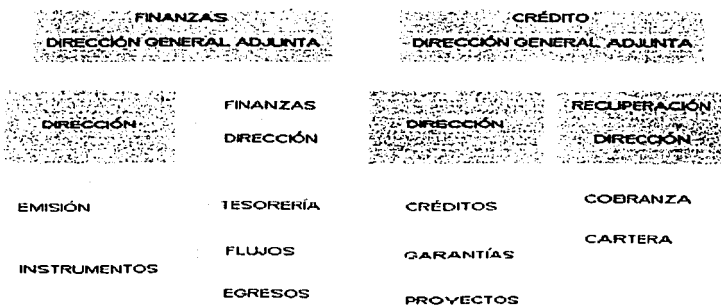 FINANZAS
DIRECCIÓN GENERAL ADJUNTA
CRÉDITO
DIRECCIÓN GENERAL ADJUNTA
DIRECCIÓN
FINANZAS
DIRECCIÓN
DIRECCIÓN
RECUPERACIÓN
DIRECCIÓN
EMISIÓN
INSTRUMENTOS
TESORERÍA
FLUJOS
EGRESOS
CRÉDITOS
GARANTÍAS
PROYECTOS
COBRANZA
CARTERA